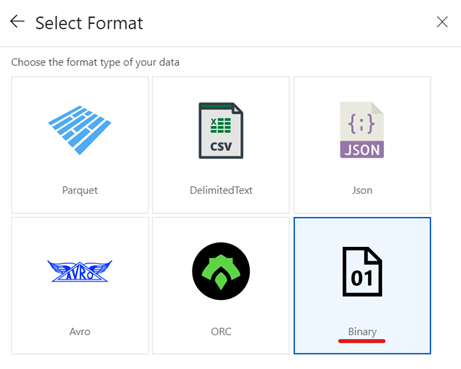 Select Format
Choose the format type of your data
CSV
{;}
JSON
Parquet
DelimitedText
Json
AVRO
01
Avro
ORC
Binary